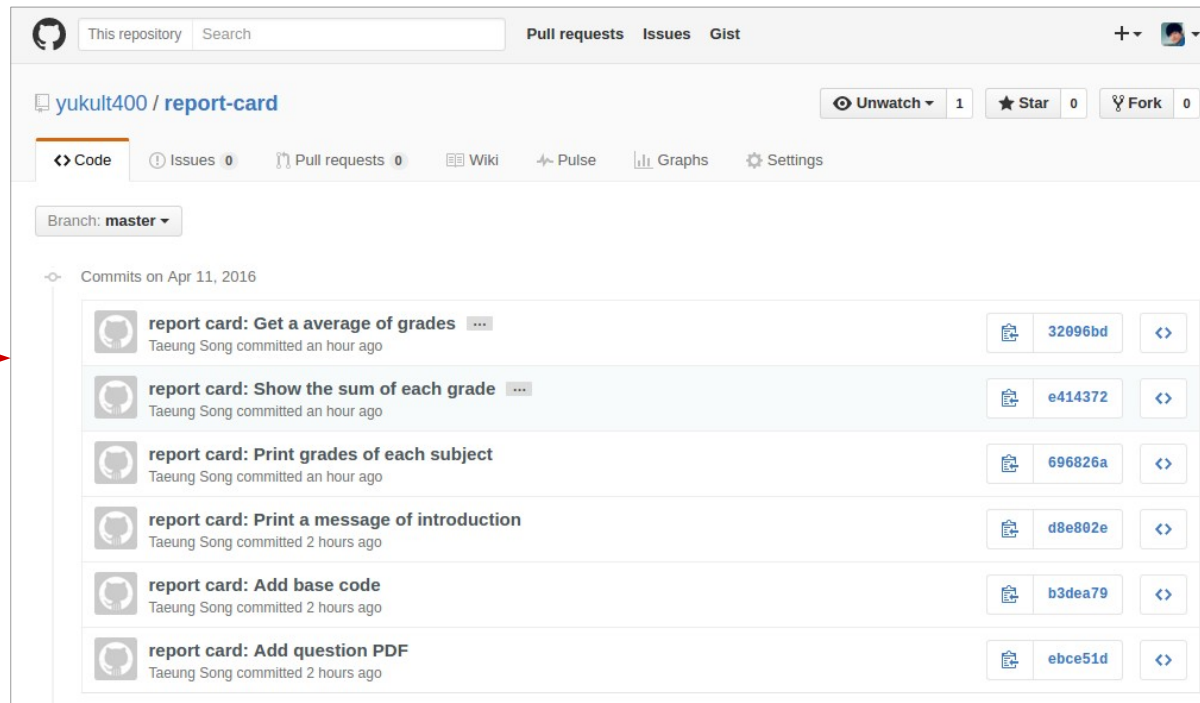 This repository Search Pull requests Issues Gist
yukult400 / report-card Unwatch 1 Star 0 Fork 0
Code Issues 0 Pull requests 0 Wiki Pulse Graphs Settings
Branch: master
Commits on Apr 11, 2016
report card: Get a average of grades ...
32096bd
Taeung Song committed an hour ago
report card: Show the sum of each grade ...
e414372
Taeung Song committed an hour ago
report card: Print grades of each subject
696826a
Taeung Song committed an hour ago
report card: Print a message of introduction
d8e802e
Taeung Song committed 2 hours ago
report card: Add base code
b3dea79
Taeung Song committed 2 hours ago
report card: Add question PDF
ebce51d
Taeung Song committed 2 hours ago